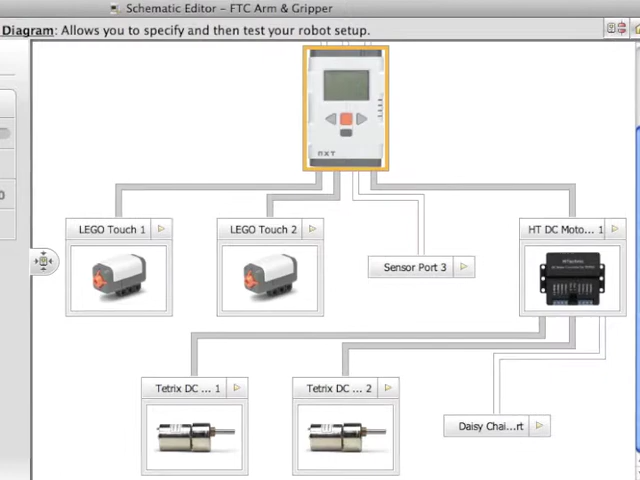 Schematic Editor - FTC Arm & Gripper
Diagram: Allows you to specify and then test your robot setup.
nxt
LEGO Touch 1
LEGO Touch 2
HT DC Moto... 1
Sensor Port 3
Tetrix DC ... 1
Tetrix DC ... 2
Daisy Chai...rt